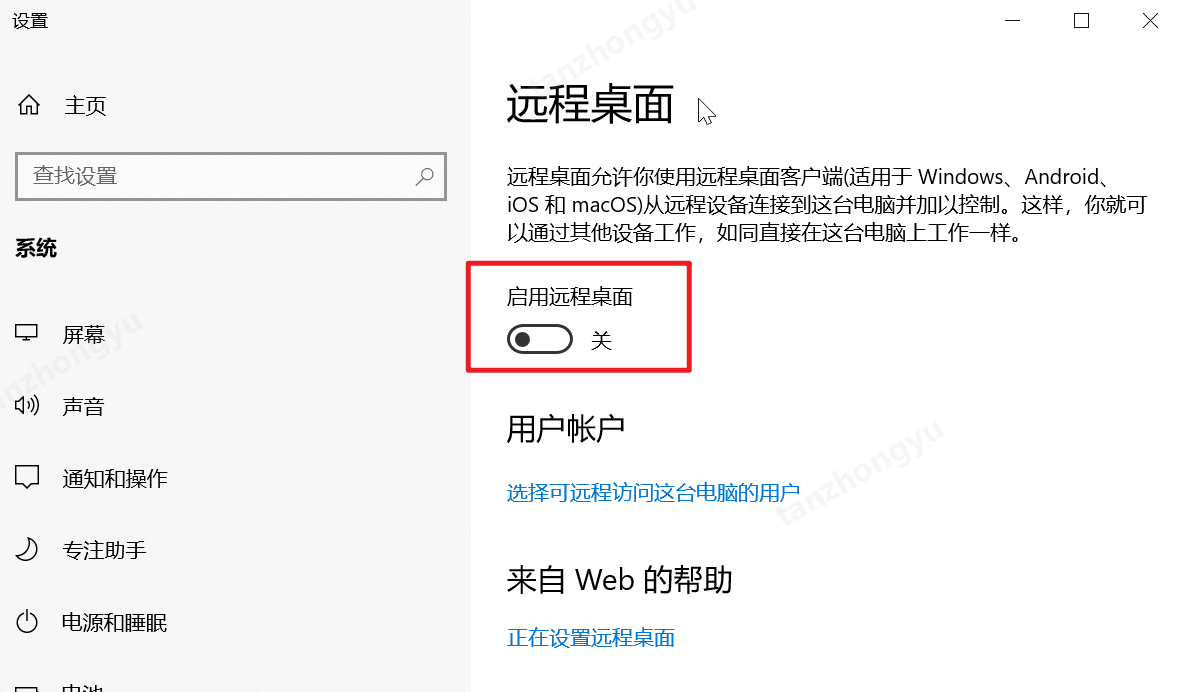 设置
主页
查找设置
系统
屏幕
声音
通知和操作
专注助手
电源和睡眠
电池
远程桌面
远程桌面允许你使用远程桌面客户端(适用于 Windows、Android、
iOS 和 macOS)从远程设备连接到这台电脑并加以控制。这样，你就可
以通过其他设备工作，如同直接在这台电脑上工作一样。
启用远程桌面
关
用户帐户
选择可远程访问这台电脑的用户
来自 Web 的帮助
正在设置远程桌面
tanzhongyu
tanzhongyu
tanzhongyu